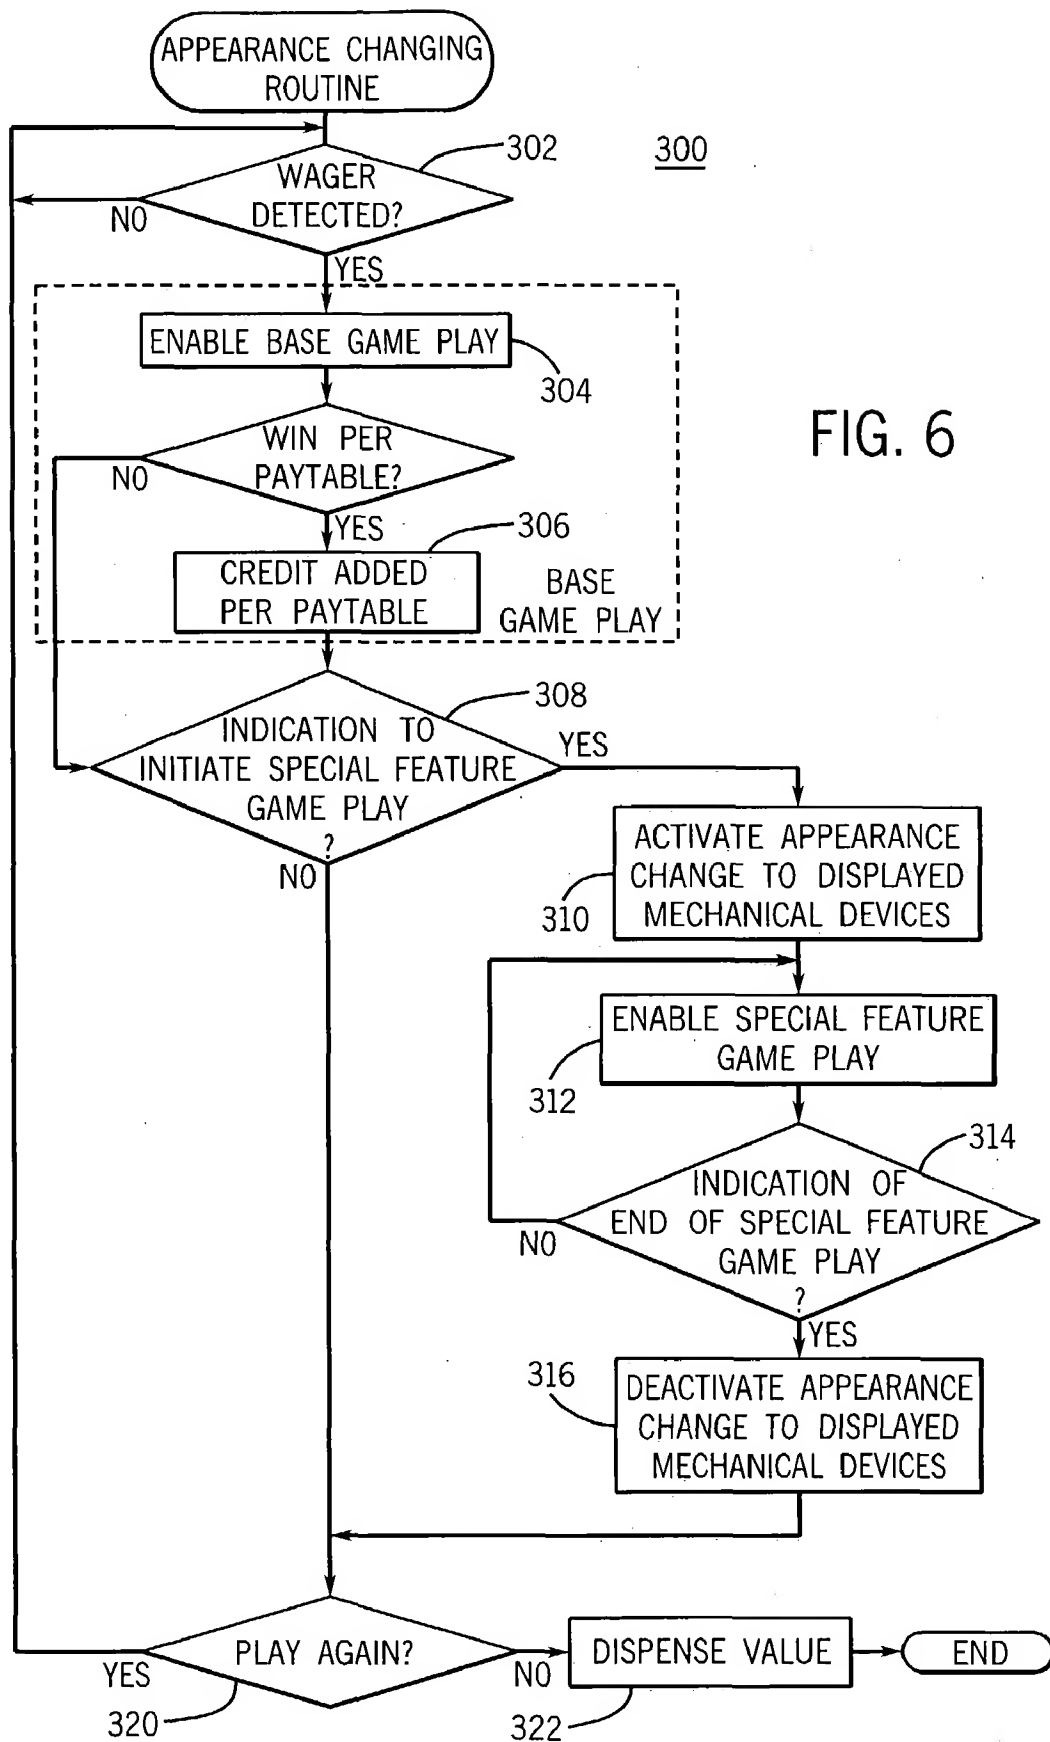 APPEARANCE CHANGING
ROUTINE
302
300
WAGER
DETECTED?
NO
YES
ENABLE BASE GAME PLAY
304
FIG. 6
WIN PER
PAYTABLE?
NO
YES
306
CREDIT ADDED
PER PAYTABLE
BASE
GAME PLAY
308
INDICATION TO
INITIATE SPECIAL FEATURE
GAME PLAY
?
YES
NO
ACTIVATE APPEARANCE
CHANGE TO DISPLAYED
MECHANICAL DEVICES
310
ENABLE SPECIAL FEATURE
GAME PLAY
312
314
INDICATION OF
END OF SPECIAL FEATURE
GAME PLAY
?
NO
YES
316
DEACTIVATE APPEARANCE
CHANGE TO DISPLAYED
MECHANICAL DEVICES
PLAY AGAIN?
YES
NO
320
DISPENSE VALUE
322
END